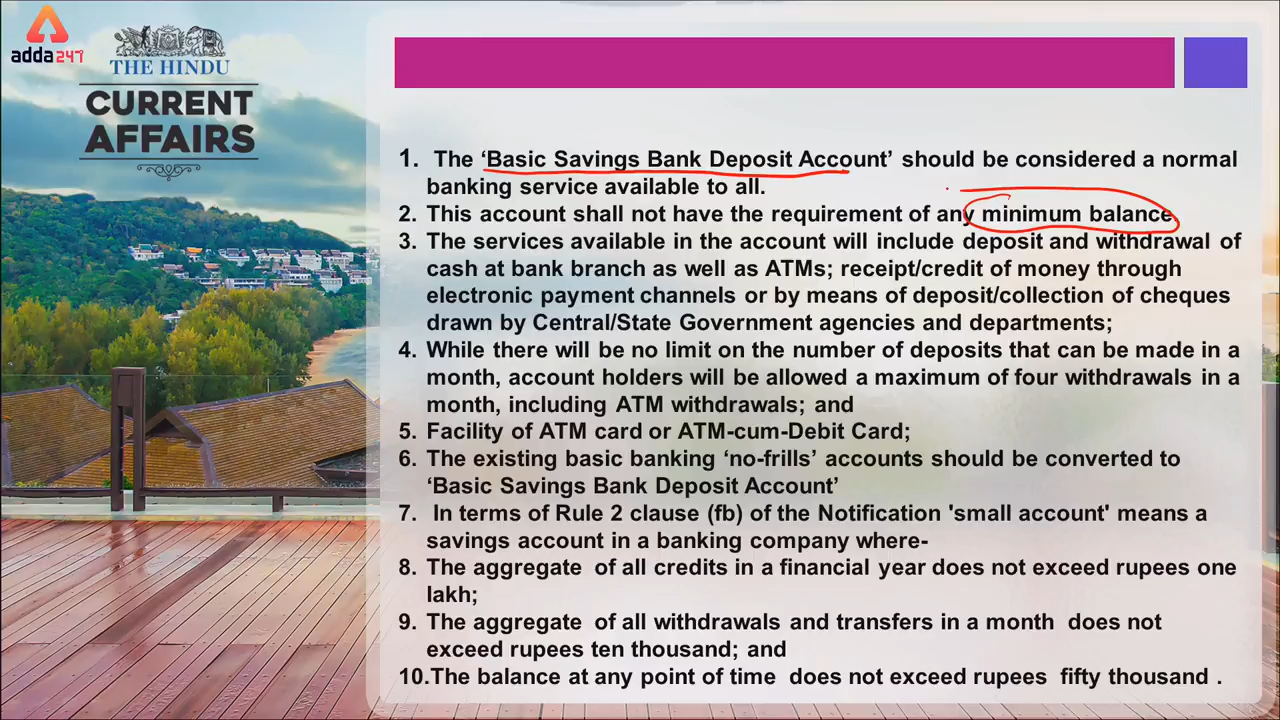 adda247
THE HINDU
CURRENT
AFFAIRS
1. The ‘Basic Savings Bank Deposit Account’ should be considered a normal
banking service available to all.
2. This account shall not have the requirement of any minimum balance
3. The services available in the account will include deposit and withdrawal of
cash at bank branch as well as ATMs; receipt/credit of money through
electronic payment channels or by means of deposit/collection of cheques
drawn by Central/State Government agencies and departments;
4. While there will be no limit on the number of deposits that can be made in a
month, account holders will be allowed a maximum of four withdrawals in a
month, including ATM withdrawals; and
5. Facility of ATM card or ATM-cum-Debit Card;
6. The existing basic banking ‘no-frills’ accounts should be converted to
‘Basic Savings Bank Deposit Account’
7. In terms of Rule 2 clause (fb) of the Notification 'small account' means a
savings account in a banking company where-
8. The aggregate of all credits in a financial year does not exceed rupees one
lakh;
9. The aggregate of all withdrawals and transfers in a month does not
exceed rupees ten thousand; and
10.The balance at any point of time does not exceed rupees fifty thousand .